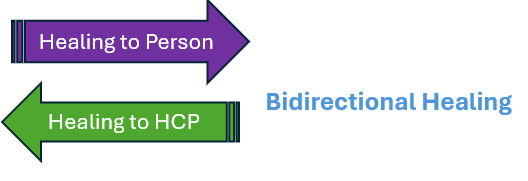 Healing to Person
Bidirectional Healing
Healing to HCP